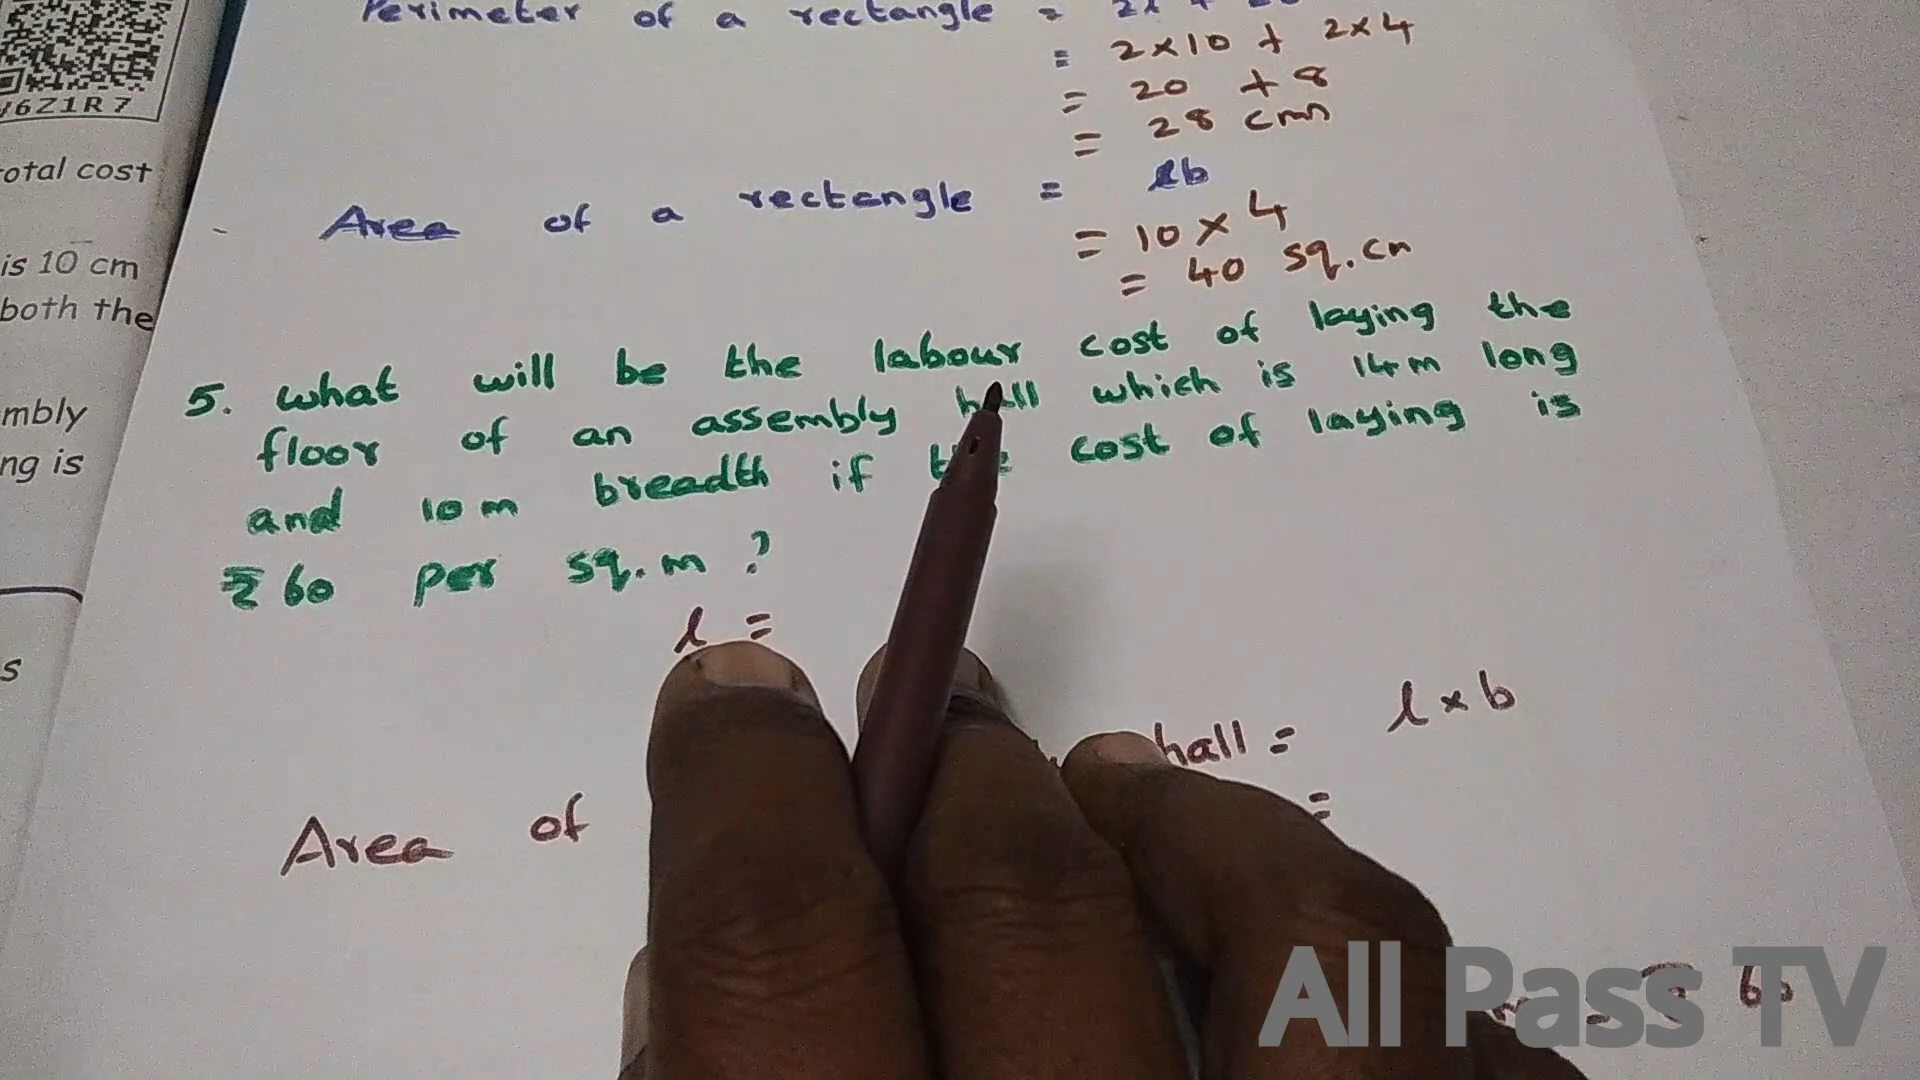 V6Z1R7
otal cost
is 10 cm
both the
mbly
ng is
s
Perimeter of a rectangle =
= 2×10 + 2×4
= 20 + 8
= 28 cm
Area of a rectangle = lb
= 10 × 4
= 40 sq.cm
5. What will be the labour cost of laying the
floor of an assembly hall which is 14m long
and 10m breadth if the cost of laying is
₹60 per sq.m?
l =
Area of hall = l × b
=
60
All Pass TV